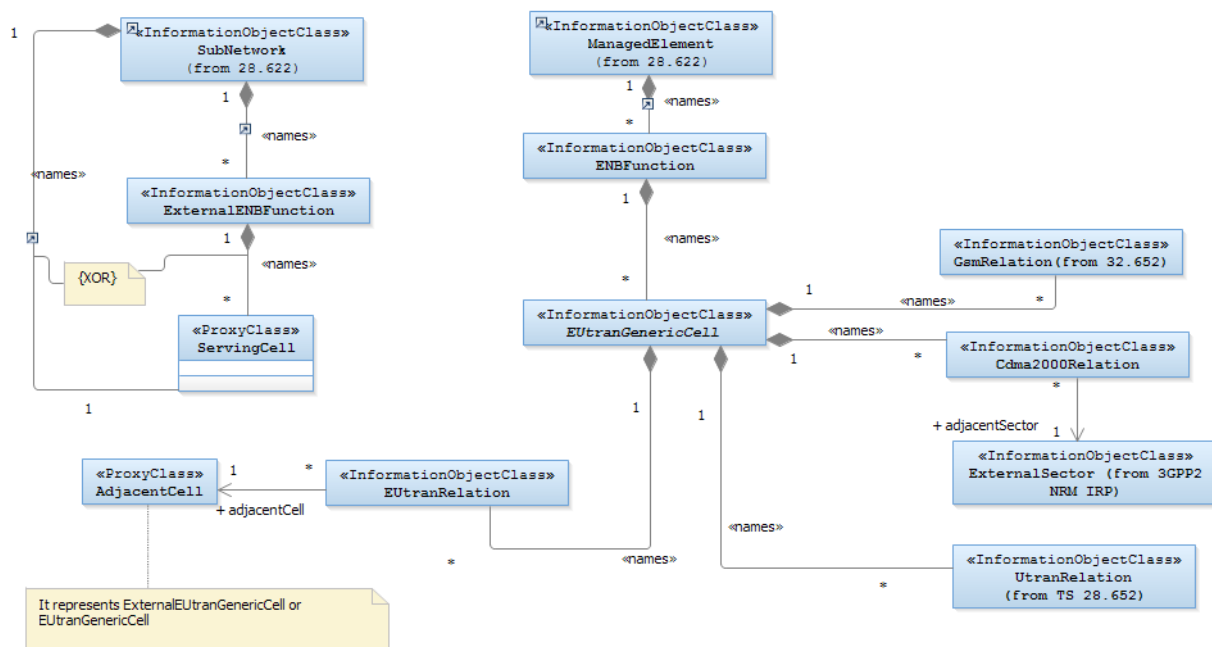 1
«InformationObjectClass»
SubNetwork
(from 28.622)
1
«names»
*
«names»
«InformationObjectClass»
ExternalENBFunction
1
«names»
{XOR}
*
«ProxyClass»
ServingCell
1
«InformationObjectClass»
ManagedElement
(from 28.622)
1
«names»
*
«InformationObjectClass»
ENBFunction
1
«names»
*
«InformationObjectClass»
EUtranGenericCell
1
«names»
*
«InformationObjectClass»
GsmRelation(from 32.652)
«names»
1
*
«InformationObjectClass»
Cdma2000Relation
*
+ adjacentSector
1
«InformationObjectClass»
ExternalSector (from 3GPP2
NRM IRP)
1
«names»
*
«InformationObjectClass»
UtranRelation
(from TS 28.652)
1
«names»
*
«InformationObjectClass»
EUtranRelation
*
1
+ adjacentCell
«ProxyClass»
AdjacentCell
It represents ExternalEUtranGenericCell or
EUtranGenericCell